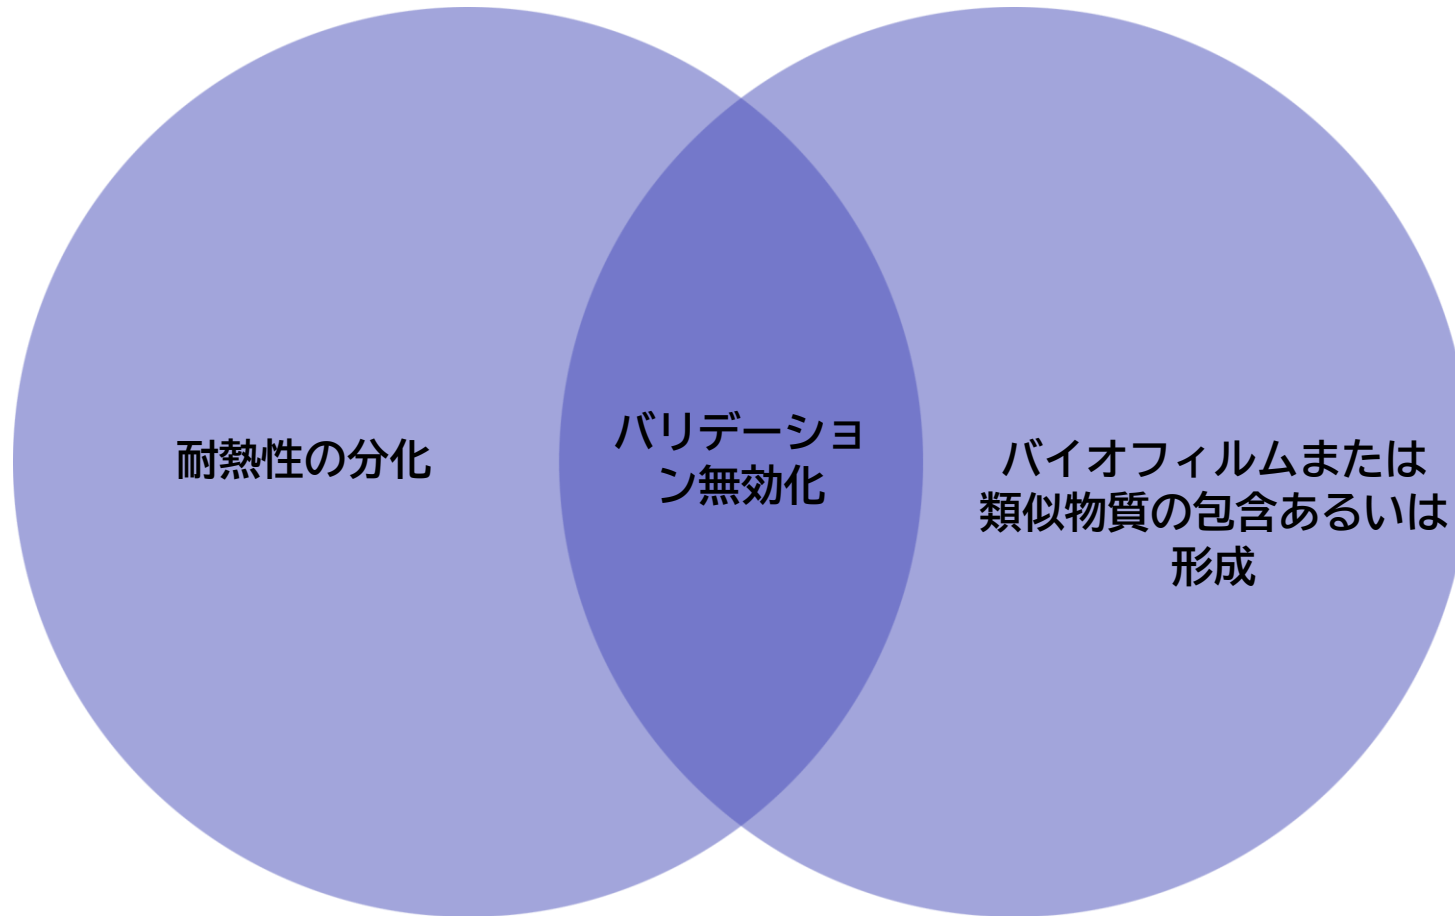 耐熱性の分化
バリデーショ
ン無効化
バイオフィルムまたは
類似物質の包含あるいは
形成